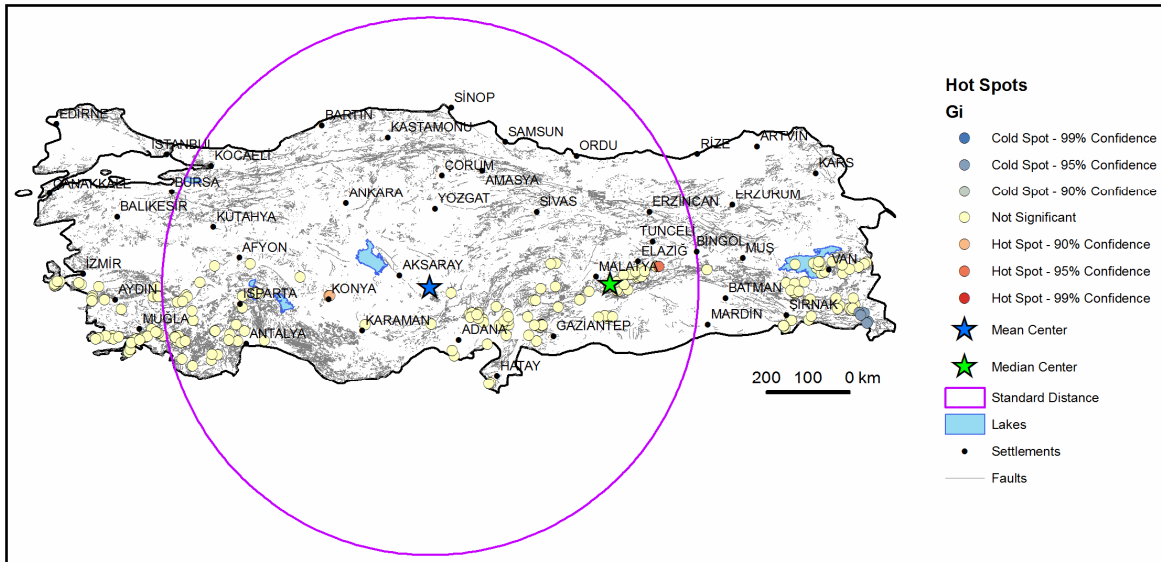 SİNOP
EDİRNE
BARTIN
KASTAMONU
SAMSUN
İSTANBUL
ORDU
RİZE
ARTVİN
KOCAELİ
KARS
ÇORUM
AMASYA
ÇANAKKALE
BURSA
ANKARA
YOZGAT
SİVAS
ERZİNCAN
ERZURUM
BALIKESİR
KÜTAHYA
TUNCELİ
AFYON
ELAZIĞ
BİNGÖL
MUŞ
İZMİR
AKSARAY
MALATYA
VAN
AYDIN
ISPARTA
KONYA
BATMAN
SIRNAK
MUĞLA
ANTALYA
KARAMAN
ADANA
GAZİANTEP
MARDİN
HATAY
200 100 0 km
Hot Spots
Gi
Cold Spot - 99% Confidence
Cold Spot - 95% Confidence
Cold Spot - 90% Confidence
Not Significant
Hot Spot - 90% Confidence
Hot Spot - 95% Confidence
Hot Spot - 99% Confidence
Mean Center
Median Center
Standard Distance
Lakes
Settlements
Faults